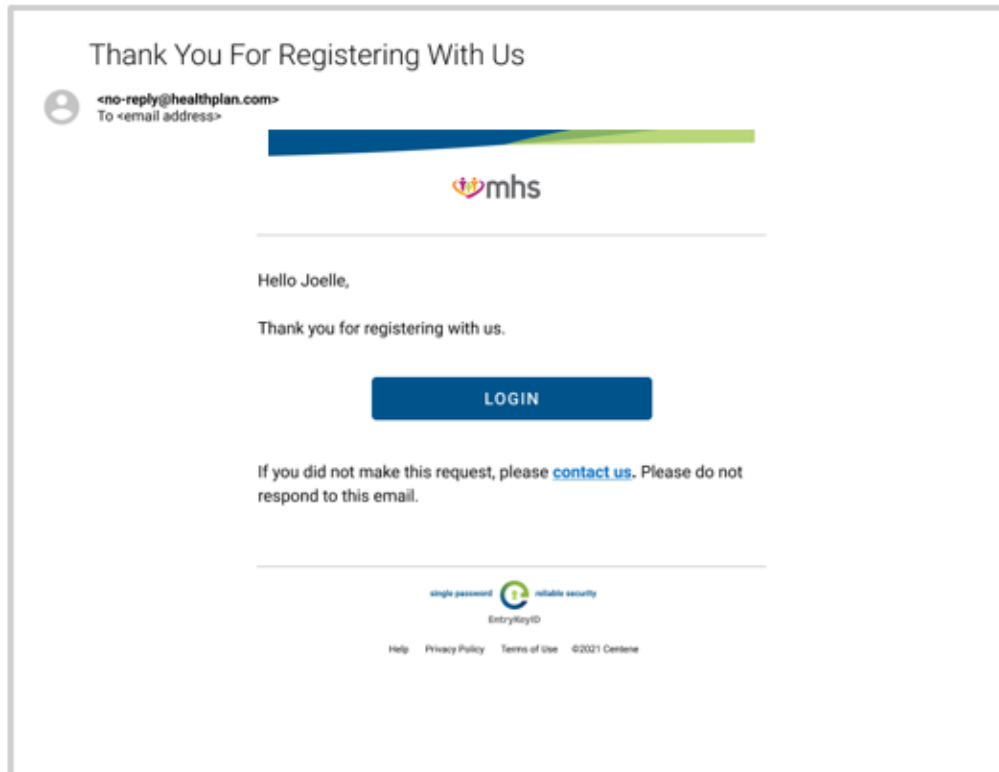 Thank You For Registering With Us
<no-reply@healthplan.com>
To <email address>
mhs
Hello Joelle,
Thank you for registering with us.
LOGIN
If you did not make this request, please contact us. Please do not
respond to this email.
single password reliable security
EntryKeyID
Help Privacy Policy Terms of Use ©2021 Centene